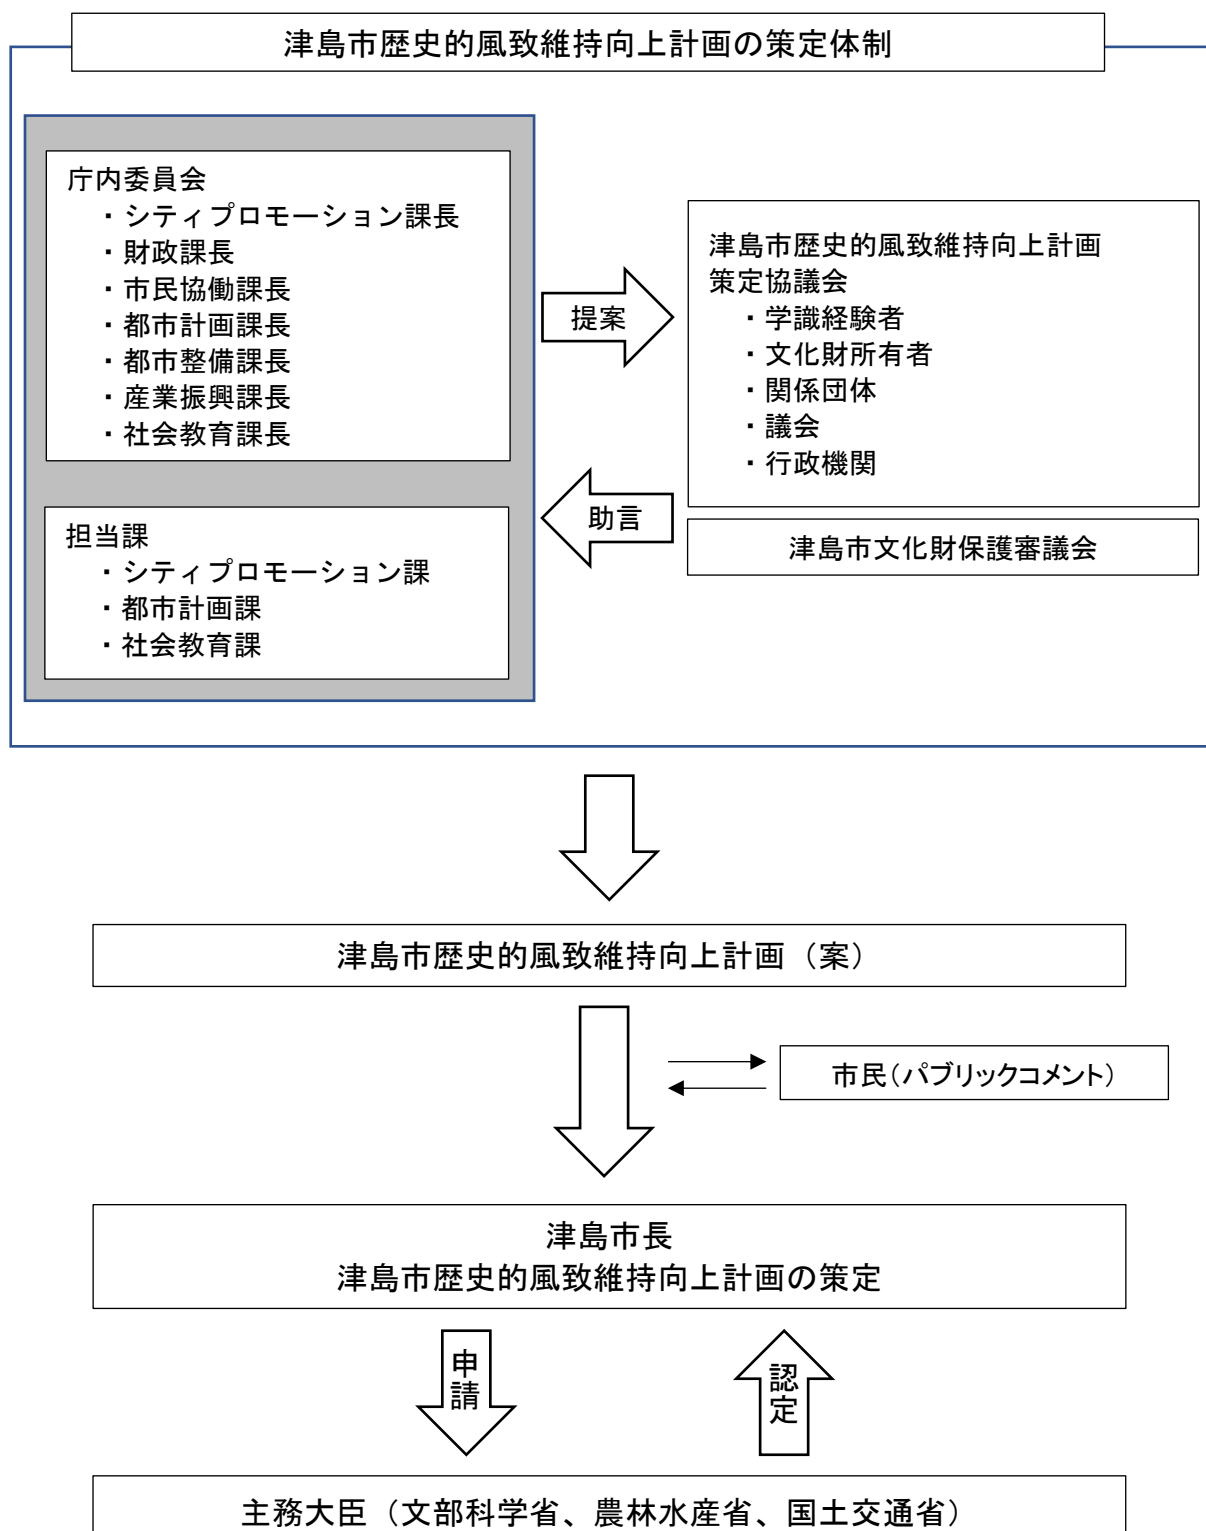 津島市歴史的風致維持向上計画の策定体制
庁内委員会
・シティプロモーション課長
・財政課長
・市民協働課長
・都市計画課長
・都市整備課長
・産業振興課長
・社会教育課長
担当課
・シティプロモーション課
・都市計画課
・社会教育課
提案
助言
津島市歴史的風致維持向上計画
策定協議会
・学識経験者
・文化財所有者
・関係団体
・議会
・行政機関
津島市文化財保護審議会
津島市歴史的風致維持向上計画（案）
市民（パブリックコメント）
津島市長
津島市歴史的風致維持向上計画の策定
申請
認定
主務大臣（文部科学省、農林水産省、国土交通省）